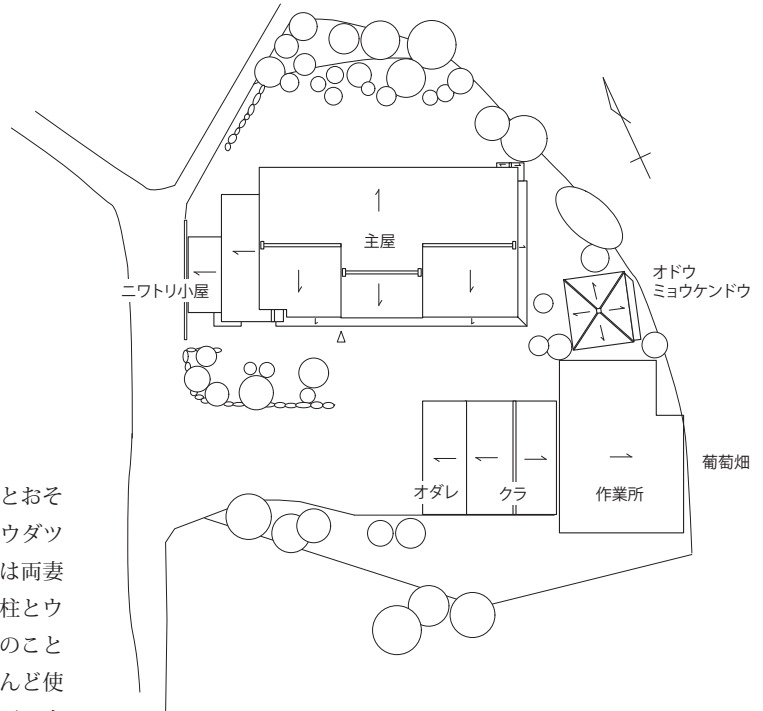 主屋
ニワトリ小屋
オドウ
ミョウケンドウ
オダレ
クラ
作業所
葡萄畑
とおそ
ウダツ
は両妻
柱とウ
のこと
んど使